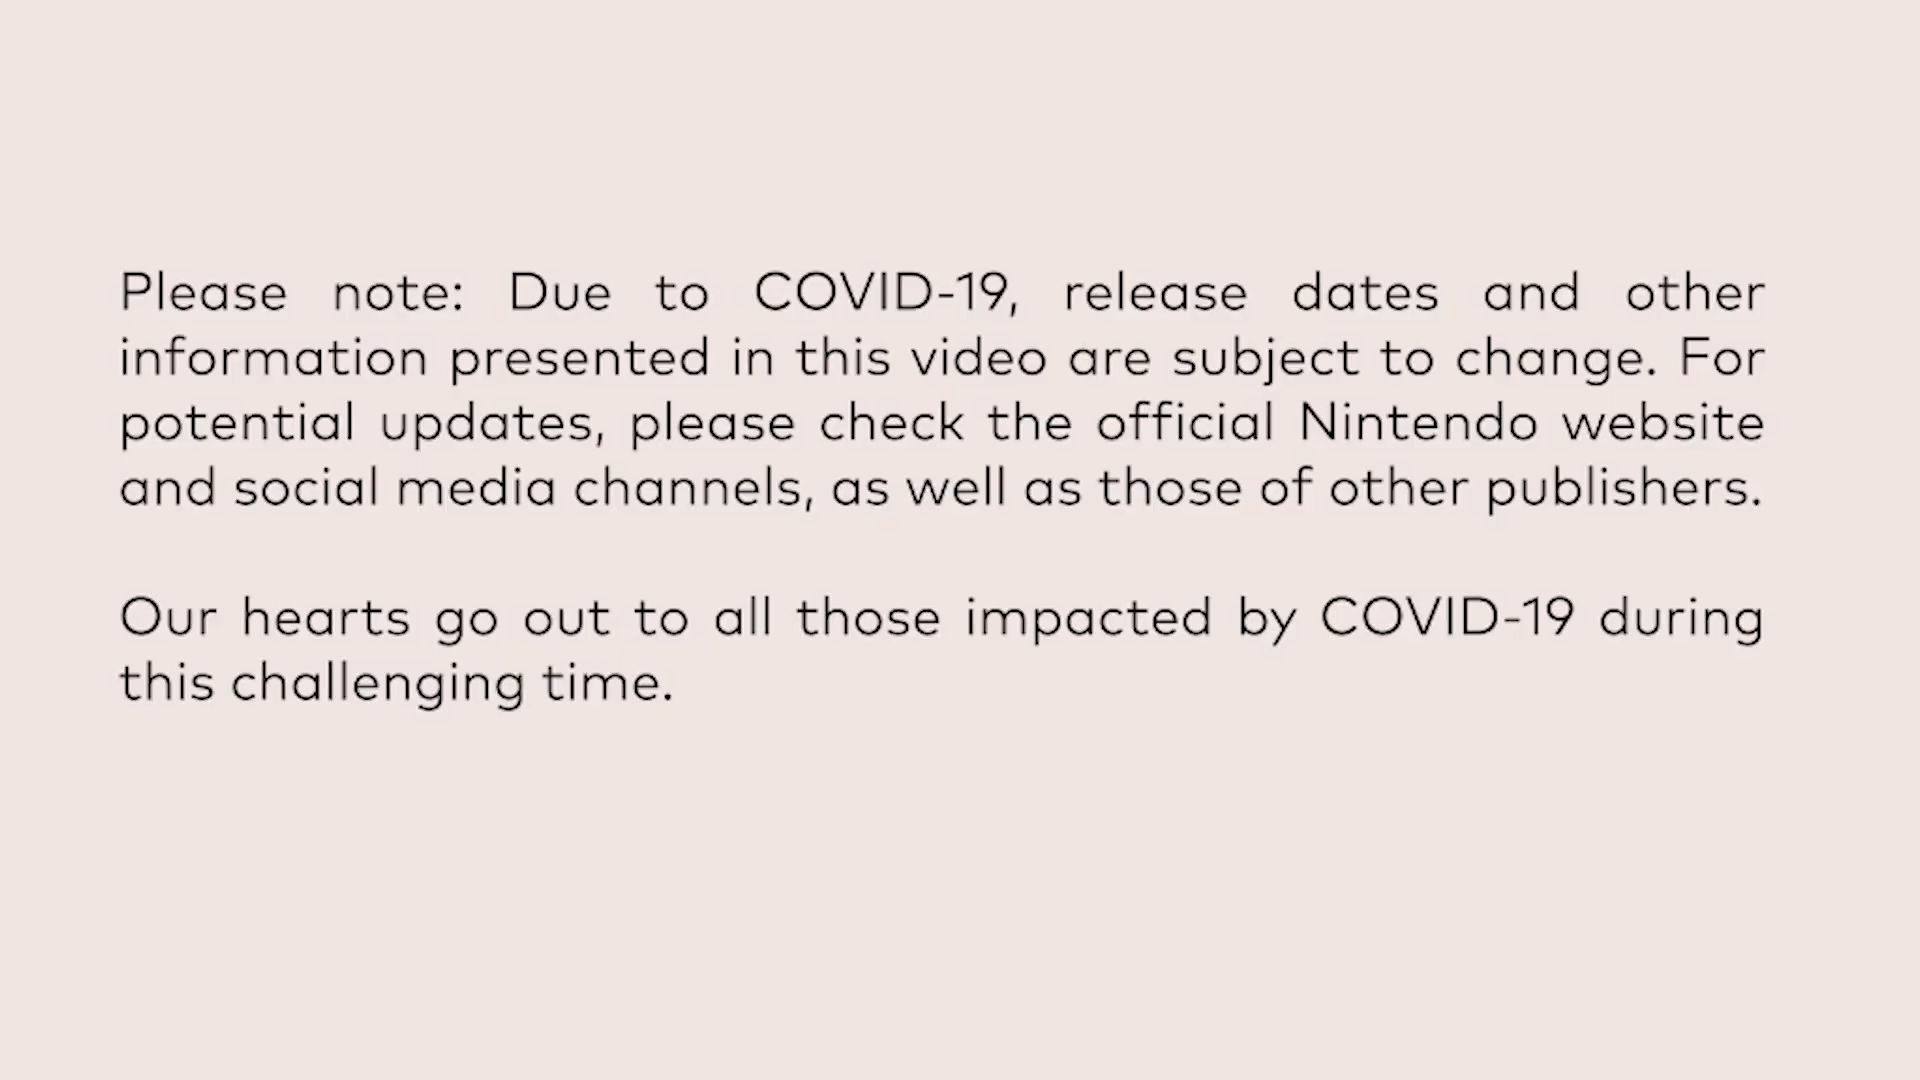 Please note: Due to COVID-19, release dates and other
information presented in this video are subject to change. For
potential updates, please check the official Nintendo website
and social media channels, as well as those of other publishers.
Our hearts go out to all those impacted by COVID-19 during
this challenging time.